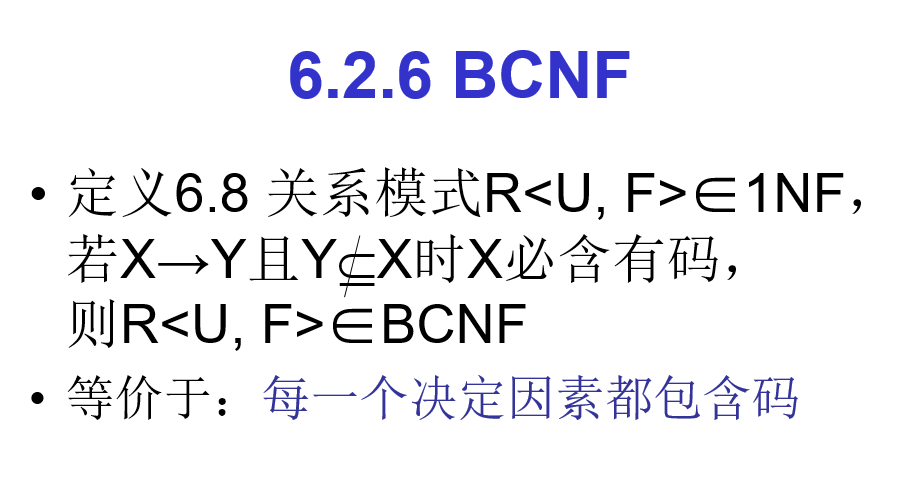 6.2.6 BCNF
• 定义6.8 关系模式R<U, F>∈1NF，
若X→Y且Y⊈X时X必含有码，
则R<U, F>∈BCNF
• 等价于：每一个决定因素都包含码